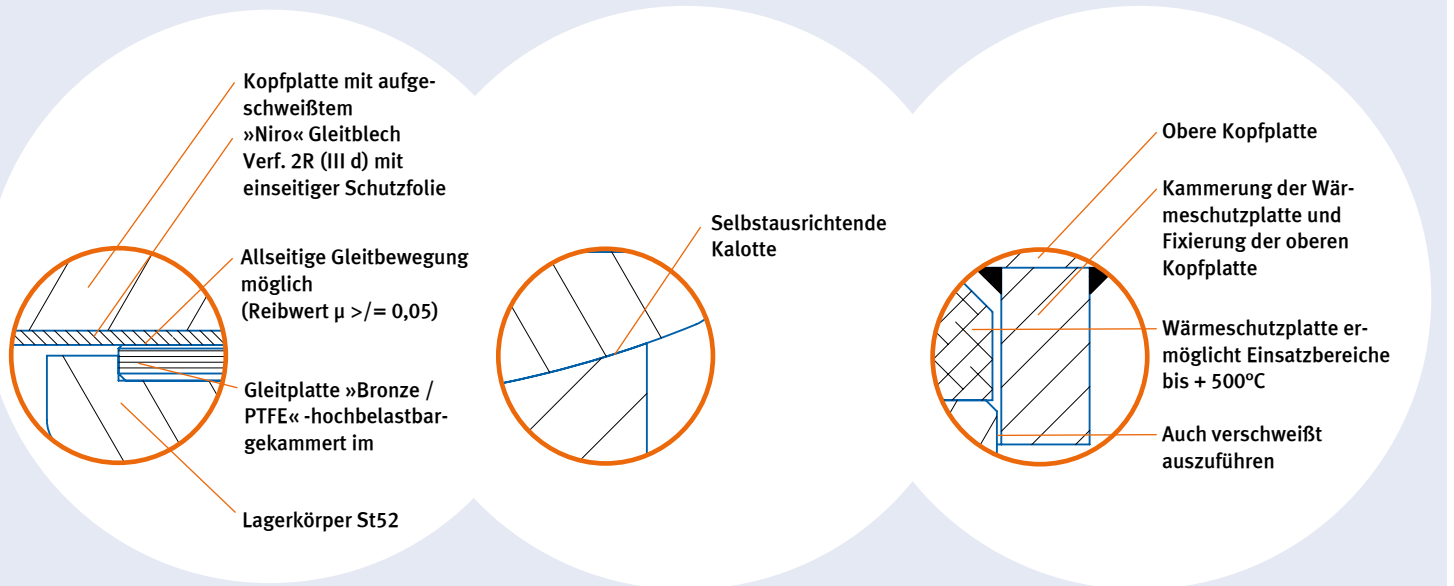 Kopfplatte mit aufge-
schweißtem
»Niro« Gleitblech
Verf. 2R (III d) mit
einseitiger Schutzfolie
Allseitige Gleitbewegung
möglich
(Reibwert µ >/= 0,05)
Gleitplatte »Bronze /
PTFE« -hochbelastbar-
gekammert im
Lagerkörper St52
Selbstausrichtende
Kalotte
Obere Kopfplatte
Kammerung der Wär-
meschutzplatte und
Fixierung der oberen
Kopfplatte
Wärmeschutzplatte er-
möglicht Einsatzbereiche
bis + 500°C
Auch verschweißt
auszuführen